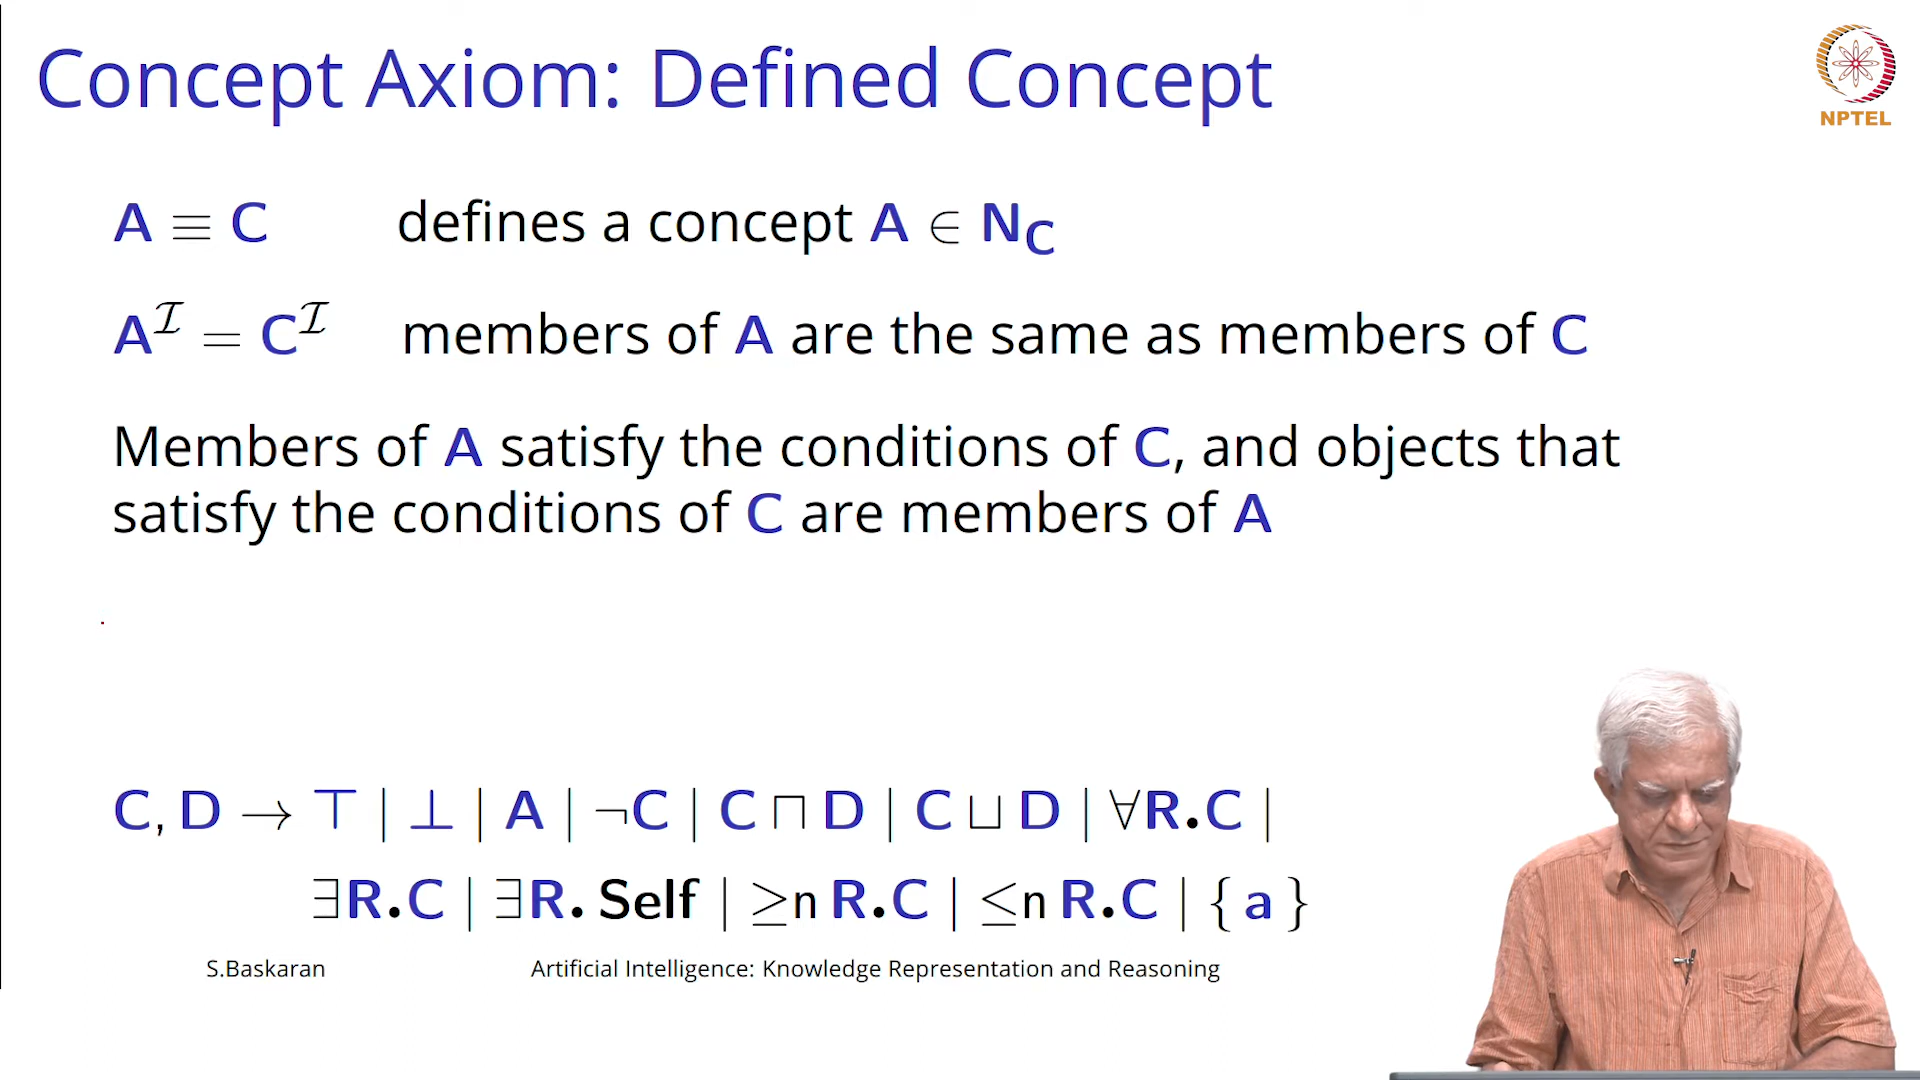 Concept Axiom: Defined Concept
NPTEL
A ≡ C defines a concept A ∈ N_C
A^ℐ = C^ℐ members of A are the same as members of C
Members of A satisfy the conditions of C, and objects that
satisfy the conditions of C are members of A
C, D → ⊤ | ⊥ | A | ¬C | C ⊓ D | C ⊔ D | ∀R.C |
∃R.C | ∃R. Self | ≥n R.C | ≤n R.C | { a }
S.Baskaran Artificial Intelligence: Knowledge Representation and Reasoning